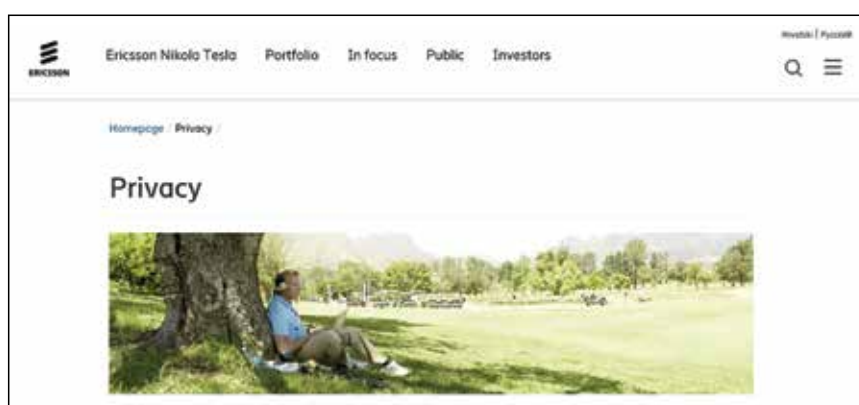 Hrvatski | Русский
ERICSSON
Ericsson Nikola Tesla Portfolio In focus Public Investors
Homepage / Privacy /
Privacy